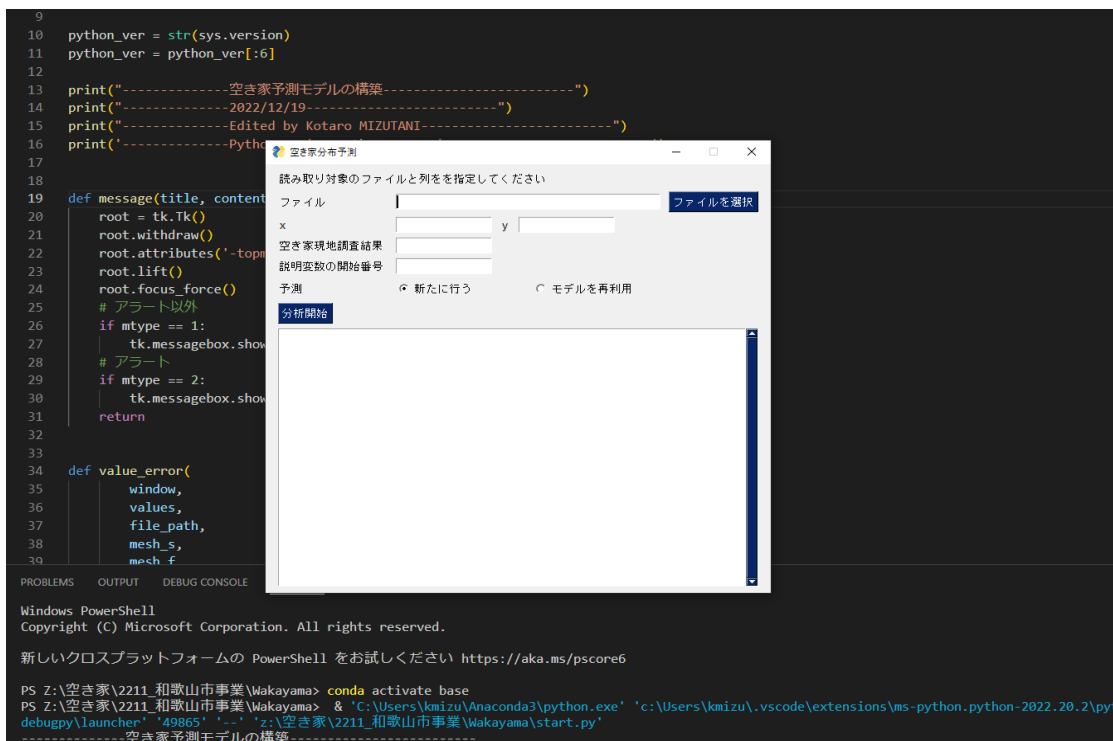 9
10 python_ver = str(sys.version)
11 python_ver = python_ver[:6]
12
13 print("--------------空き家予測モデルの構築-------------------------")
14 print("--------------2022/12/19-------------------------")
15 print("--------------Edited by Kotaro MIZUTANI-------------------------")
16 print('--------------Pytho
17
18
19 def message(title, content
20 root = tk.Tk()
21 root.withdraw()
22 root.attributes('-topm
23 root.lift()
24 root.focus_force()
25 # アラート以外
26 if mtype == 1:
27 tk.messagebox.show
28 # アラート
29 if mtype == 2:
30 tk.messagebox.show
31 return
32
33
34 def value_error(
35 window,
36 values,
37 file_path,
38 mesh_s,
39 mesh_f
空き家分布予測
読み取り対象のファイルと列をを指定してください
ファイル ファイルを選択
x y
空き家現地調査結果
説明変数の開始番号
予測 新たに行う モデルを再利用
分析開始
PROBLEMS OUTPUT DEBUG CONSOLE
Windows PowerShell
Copyright (C) Microsoft Corporation. All rights reserved.
新しいクロスプラットフォームの PowerShell をお試しください https://aka.ms/pscore6
PS Z:\空き家\2211_和歌山市事業\Wakayama> conda activate base
PS Z:\空き家\2211_和歌山市事業\Wakayama> & 'C:\Users\kmizu\Anaconda3\python.exe' 'c:\Users\kmizu\.vscode\extensions\ms-python.python-2022.20.2\pyt
debugpy\launcher' '49865' '--' 'z:\空き家\2211_和歌山市事業\Wakayama\start.py'
--------------空き家予測モデルの構築-------------------------